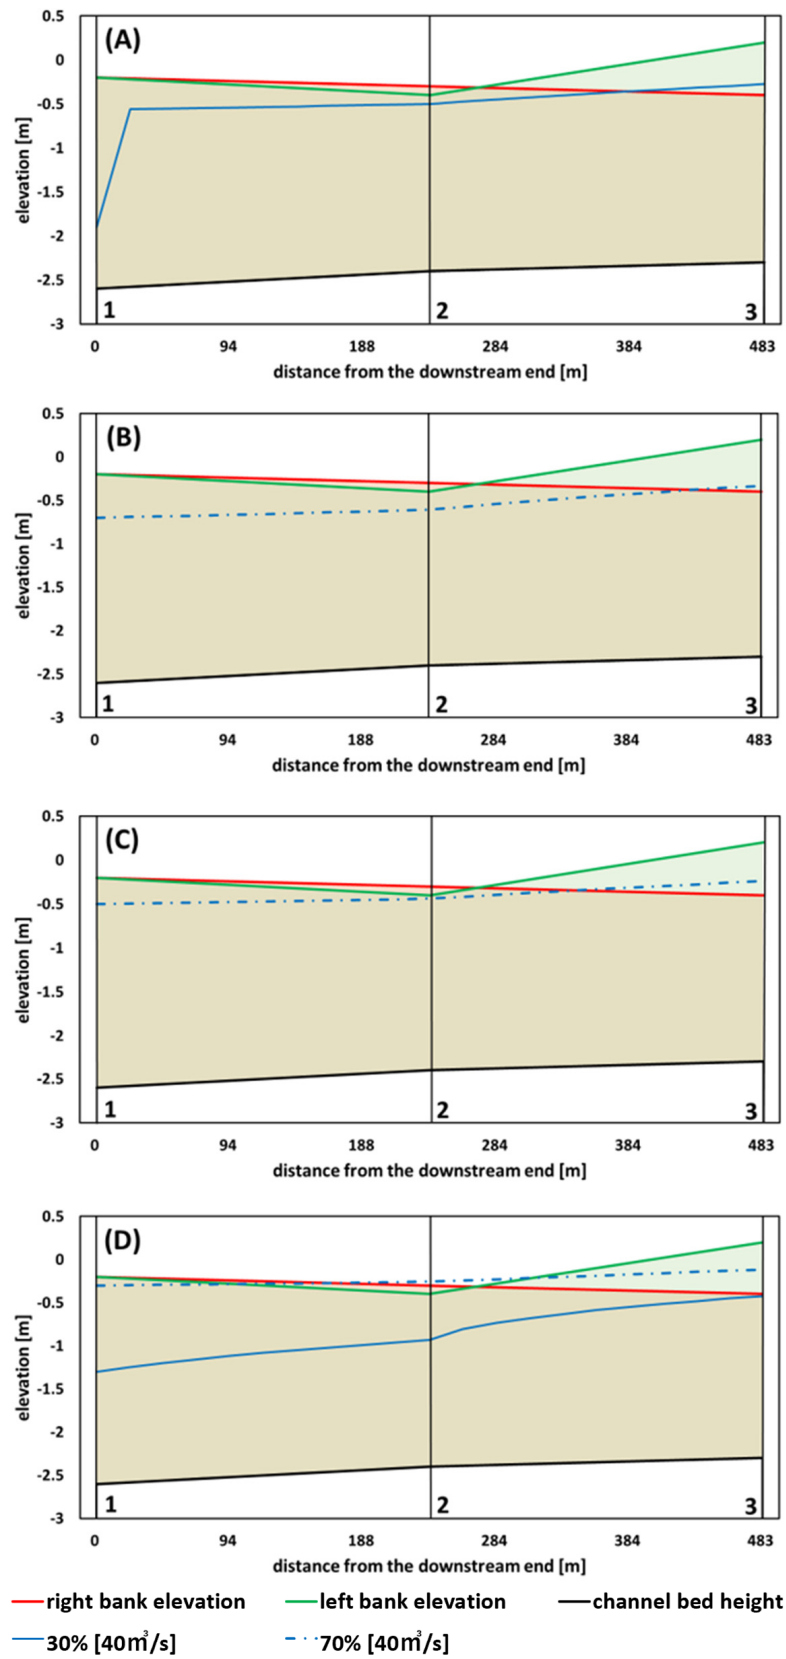 (A)
elevation [m]
0.5
0
-0.5
-1
-1.5
-2
-2.5
-3
1
2
3
0 94 188 284 384 483
distance from the downstream end [m]
(B)
elevation [m]
0.5
0
-0.5
-1
-1.5
-2
-2.5
-3
1
2
3
0 94 188 284 384 483
distance from the downstream end [m]
(C)
elevation [m]
0.5
0
-0.5
-1
-1.5
-2
-2.5
-3
1
2
3
0 94 188 284 384 483
distance from the downstream end [m]
(D)
elevation [m]
0.5
0
-0.5
-1
-1.5
-2
-2.5
-3
1
2
3
0 94 188 284 384 483
distance from the downstream end [m]
right bank elevation left bank elevation channel bed height
30% [40m³/s] 70% [40m³/s]